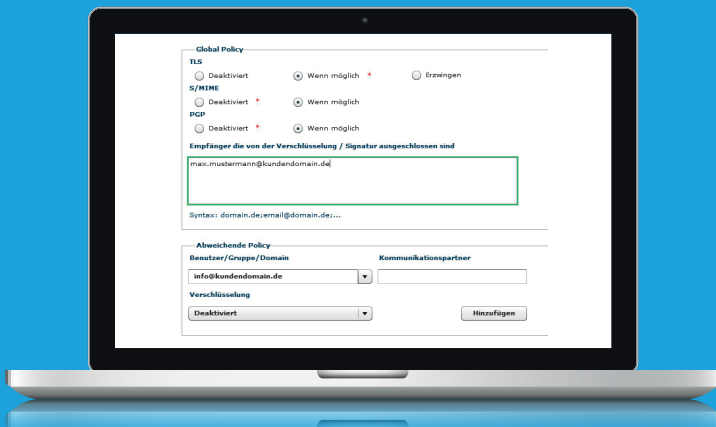 Global Policy
TLS
Deaktiviert Wenn möglich * Erzwingen
S/MIME
Deaktiviert * Wenn möglich
PGP
Deaktiviert * Wenn möglich
Empfänger die von der Verschlüsselung / Signatur ausgeschlossen sind
max.mustermann@kundendomain.de
Syntax: domain.de;email@domain.de;...
Abweichende Policy
Benutzer/Gruppe/Domain Kommunikationspartner
info@kundendomain.de
Verschlüsselung
Deaktiviert Hinzufügen